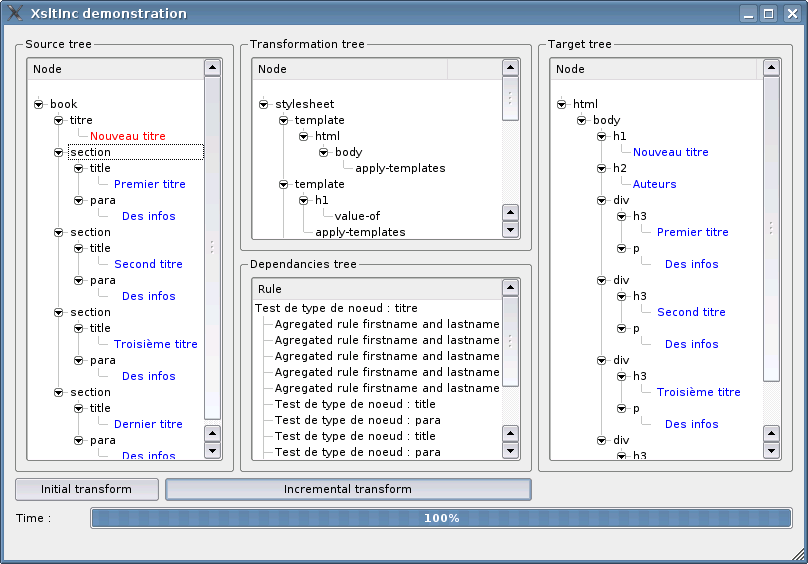 XsltInc demonstration
Source tree
Node
book
titre
Nouveau titre
section
title
Premier titre
para
Des infos
section
title
Second titre
para
Des infos
section
title
Troisième titre
para
Des infos
section
title
Dernier titre
para
Des infos
Transformation tree
Node
stylesheet
template
html
body
apply-templates
template
h1
value-of
apply-templates
Dependancies tree
Rule
Test de type de noeud : titre
Agregated rule firstname and lastname
Agregated rule firstname and lastname
Agregated rule firstname and lastname
Agregated rule firstname and lastname
Agregated rule firstname and lastname
Test de type de noeud : title
Test de type de noeud : para
Test de type de noeud : title
Test de type de noeud : para
Target tree
Node
html
body
h1
Nouveau titre
h2
Auteurs
div
h3
Premier titre
p
Des infos
div
h3
Second titre
p
Des infos
div
h3
Troisième titre
p
Des infos
div
h3
Initial transform
Incremental transform
Time :
100%